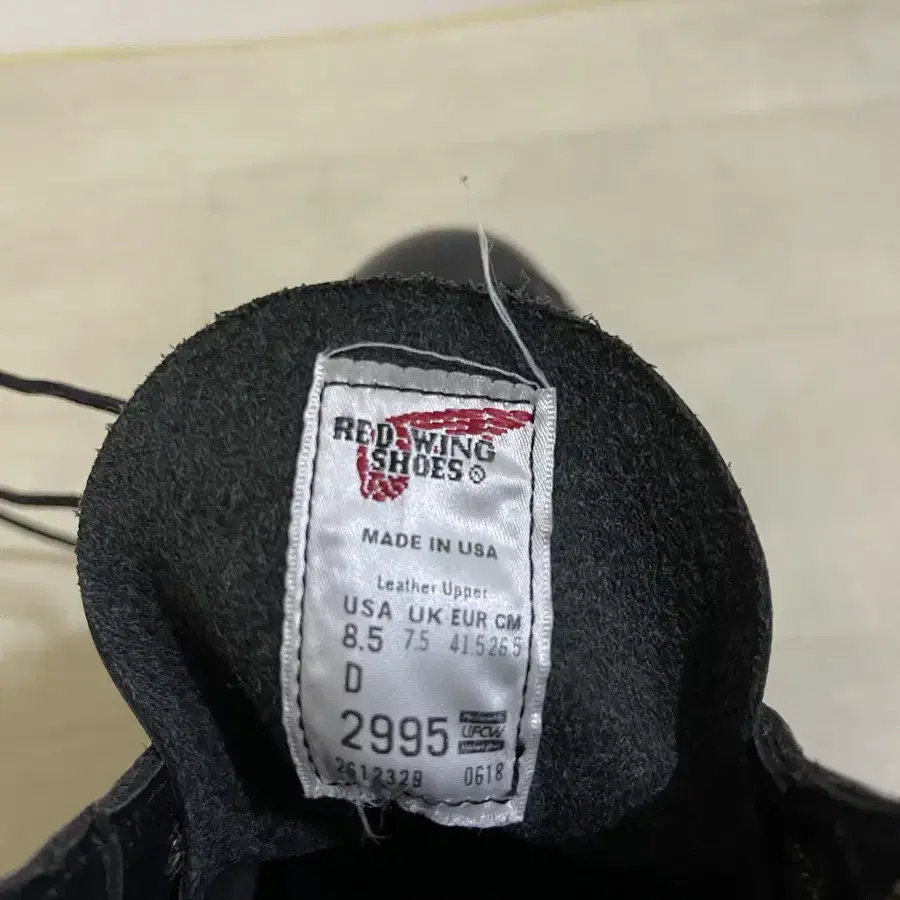 RED WING
SHOES®
MADE IN USA
Leather Upper
USA UK EUR CM
8.5 7.5 41.5 26.5
D
2995
UFCW
2612329 0618